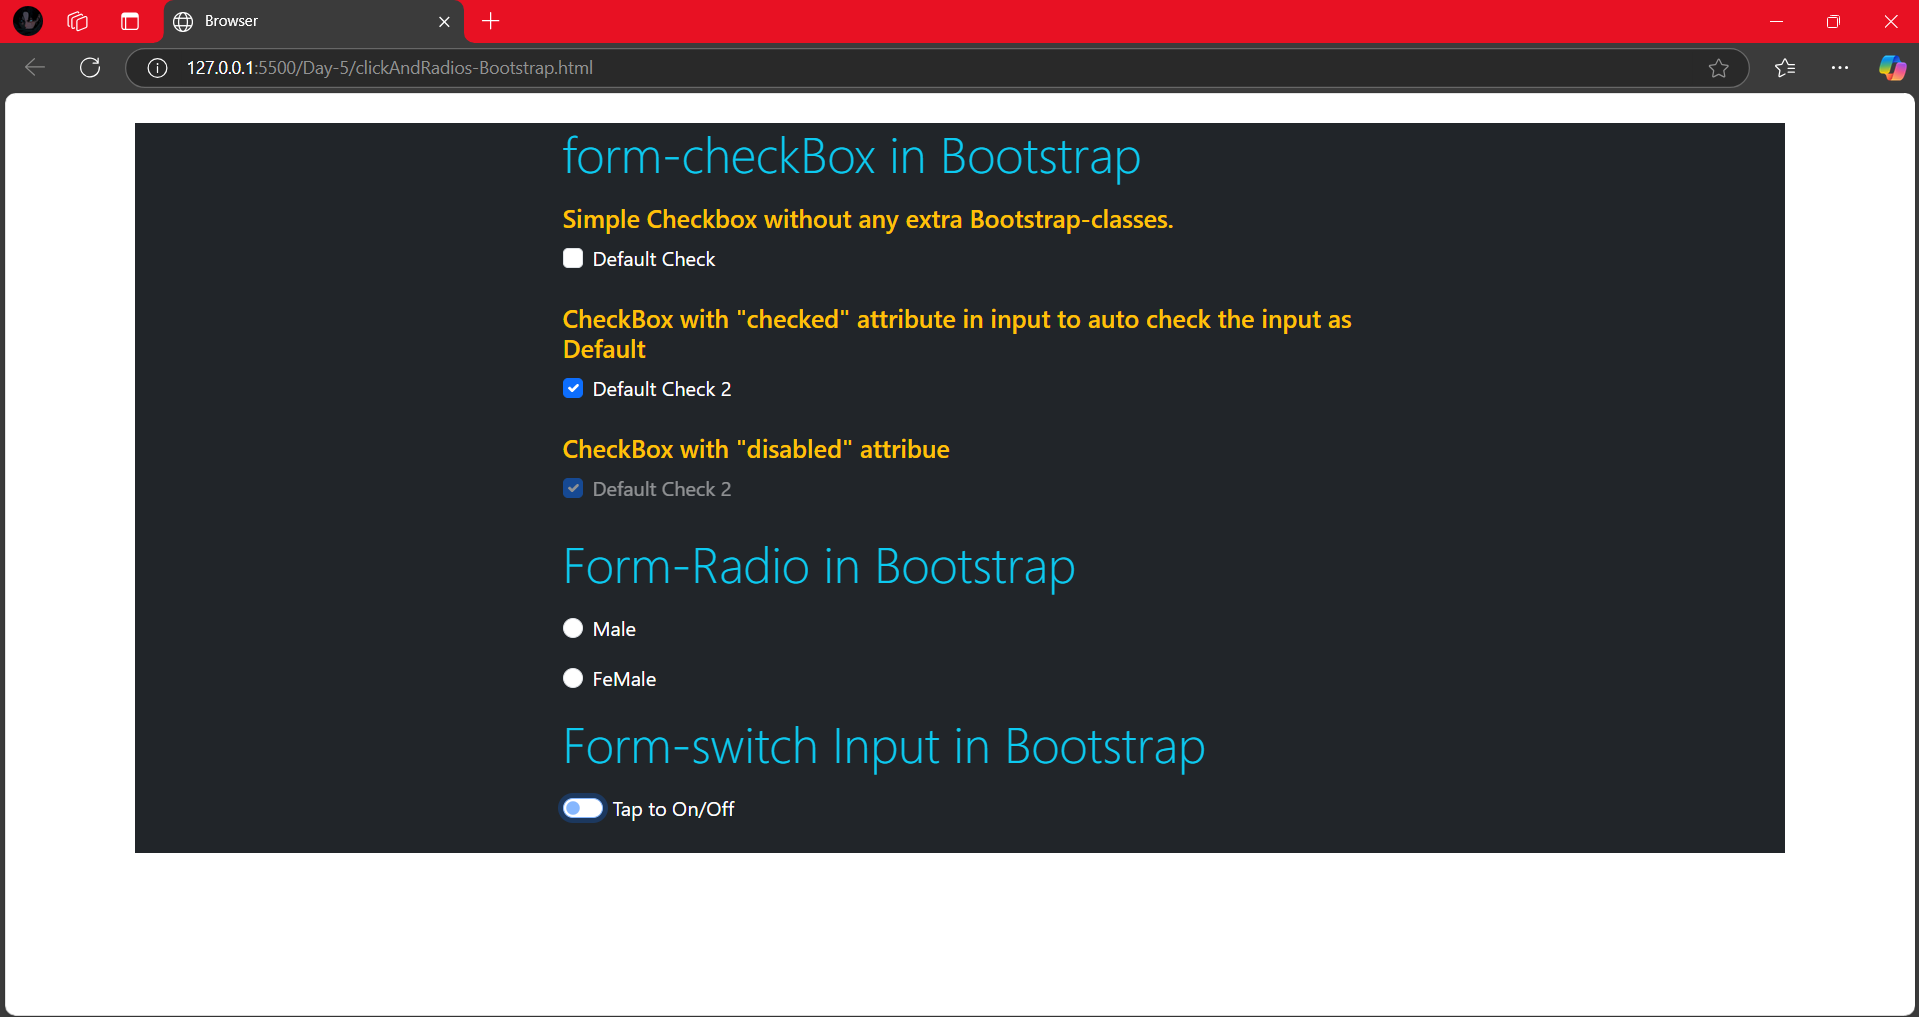 Browser
127.0.0.1:5500/Day-5/clickAndRadios-Bootstrap.html
form-checkBox in Bootstrap
Simple Checkbox without any extra Bootstrap-classes.
Default Check
CheckBox with "checked" attribute in input to auto check the input as
Default
Default Check 2
CheckBox with "disabled" attribue
Default Check 2
Form-Radio in Bootstrap
Male
FeMale
Form-switch Input in Bootstrap
Tap to On/Off